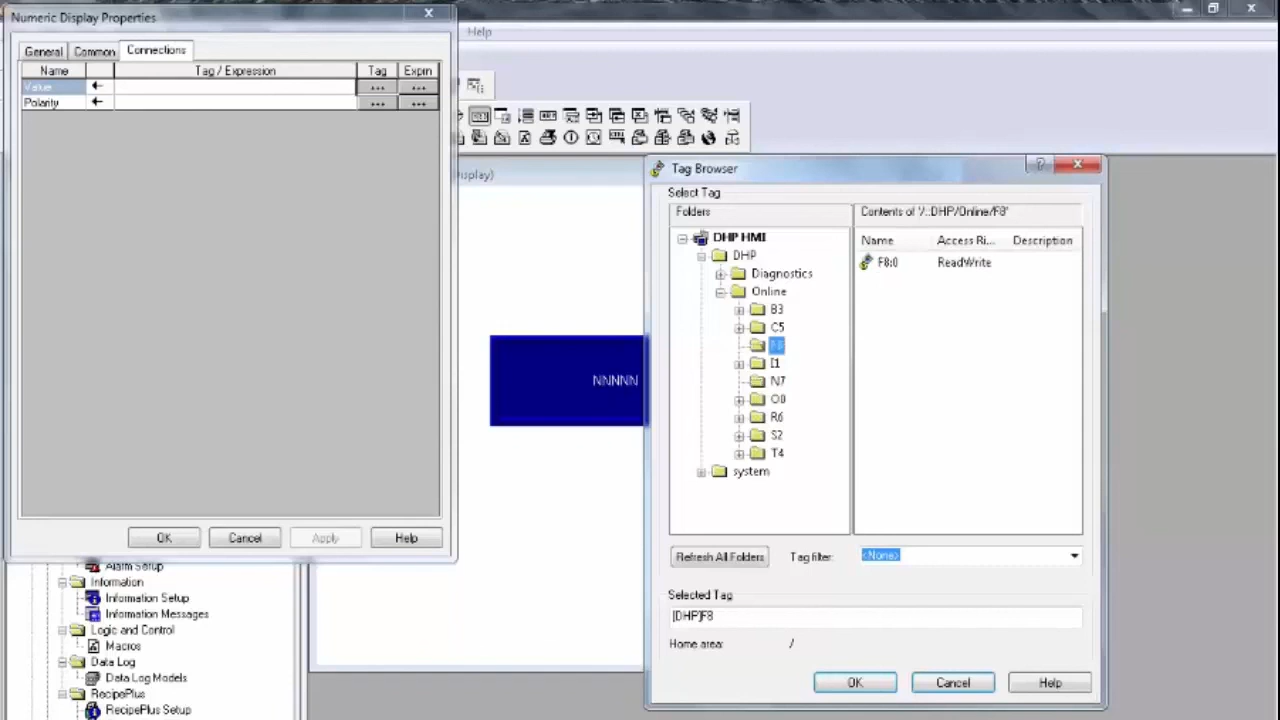 Numeric Display Properties
General Common Connections
Name Tag / Expression Tag Exprn
Value ... ...
Polarity ... ...
OK Cancel Apply Help
Help
isplay)
NNNNN
Tag Browser
Select Tag
Folders
DHP HMI
DHP
Diagnostics
Online
B3
C5
F8
I1
N7
O0
R6
S2
T4
system
Contents of '/::DHP/Online/F8'
Name Access Ri... Description
F8:0 ReadWrite
Refresh All Folders Tag filter: <None>
Selected Tag
[DHP]F8
Home area: /
OK Cancel Help
Alarm Setup
Information
Information Setup
Information Messages
Logic and Control
Macros
Data Log
Data Log Models
RecipePlus
RecipePlus Setup